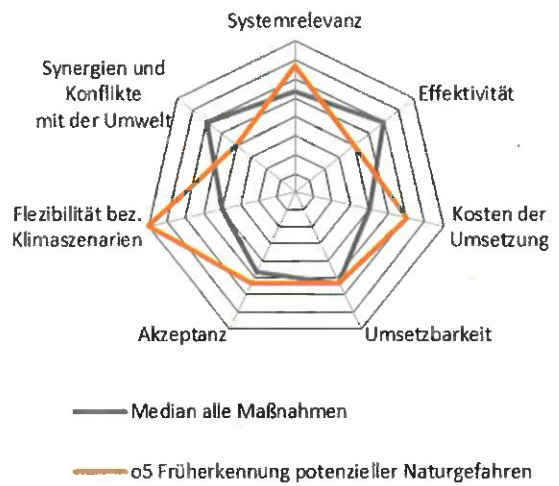 Systemrelevanz
Synergien und
Konflikte
mit der Umwelt
Effektivität
Flezibilität bez.
Klimaszenarien
Kosten der
Umsetzung
Akzeptanz
Umsetzbarkeit
Median alle Maßnahmen
o5 Früherkennung potenzieller Naturgefahren